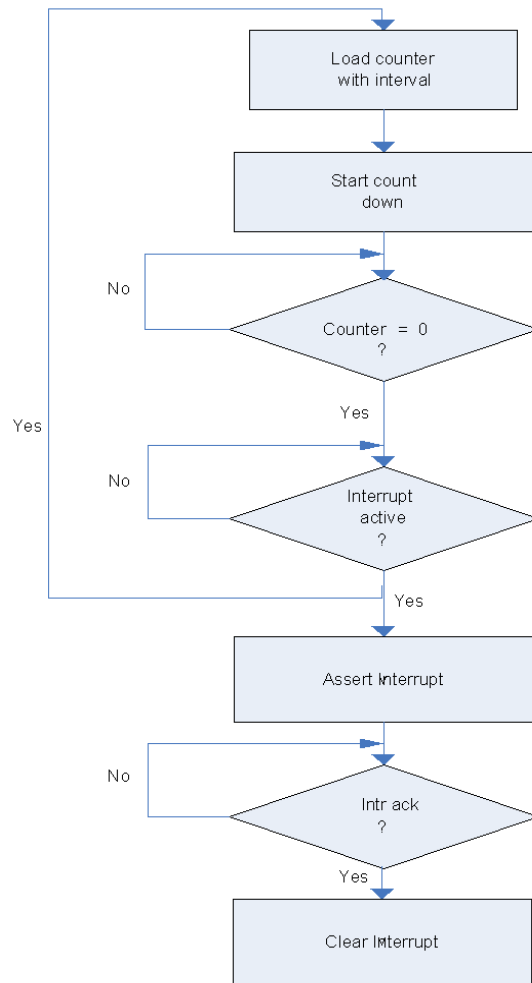 Load counter
with interval
Start count
down
No
Counter = 0
?
Yes
Yes
No
Interrupt
active
?
Yes
Assert Interrupt
No
Intr ack
?
Yes
Clear Interrupt